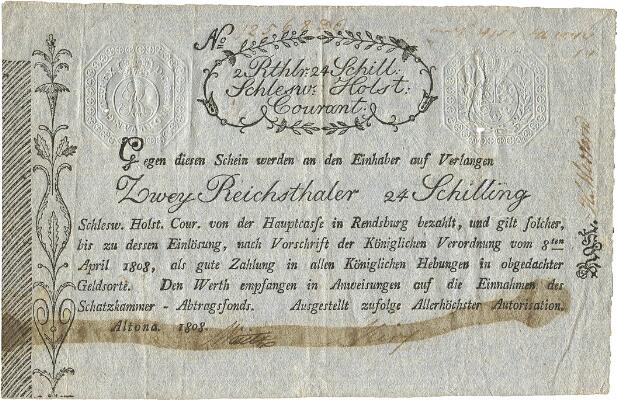 No
2 Rthlr: 24 Schill:
Schlesw: Holst:
Courant.
Gegen diesen Schein werden an den Einhaber auf Verlangen
Zwey Reichsthaler 24 Schilling
Schlesw. Holst. Cour. von der Hauptcasse in Rendsburg bezahlt, und gilt solcher,
bis zu dessen Einlösung, nach Vorschrift der Königlichen Verordnung vom 8ten
April 1808, als gute Zahlung in allen Königlichen Hebungen in obgedachter
Geldsorte. Den Werth empfangen in Anweisungen auf die Einnahmen des
Schatzkammer - Abtragsfonds. Ausgestellt zufolge Allerhöchster Autorisation.
Altona. 1808.